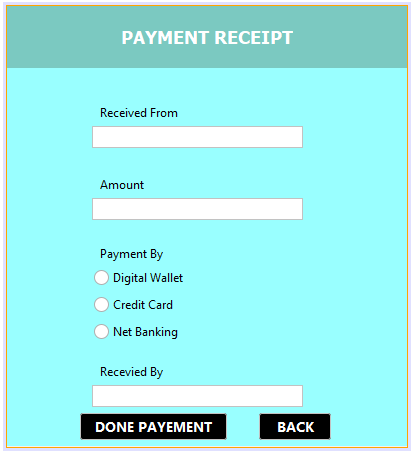 PAYMENT RECEIPT
Received From
Amount
Payment By
Digital Wallet
Credit Card
Net Banking
Recevied By
DONE PAYEMENT BACK